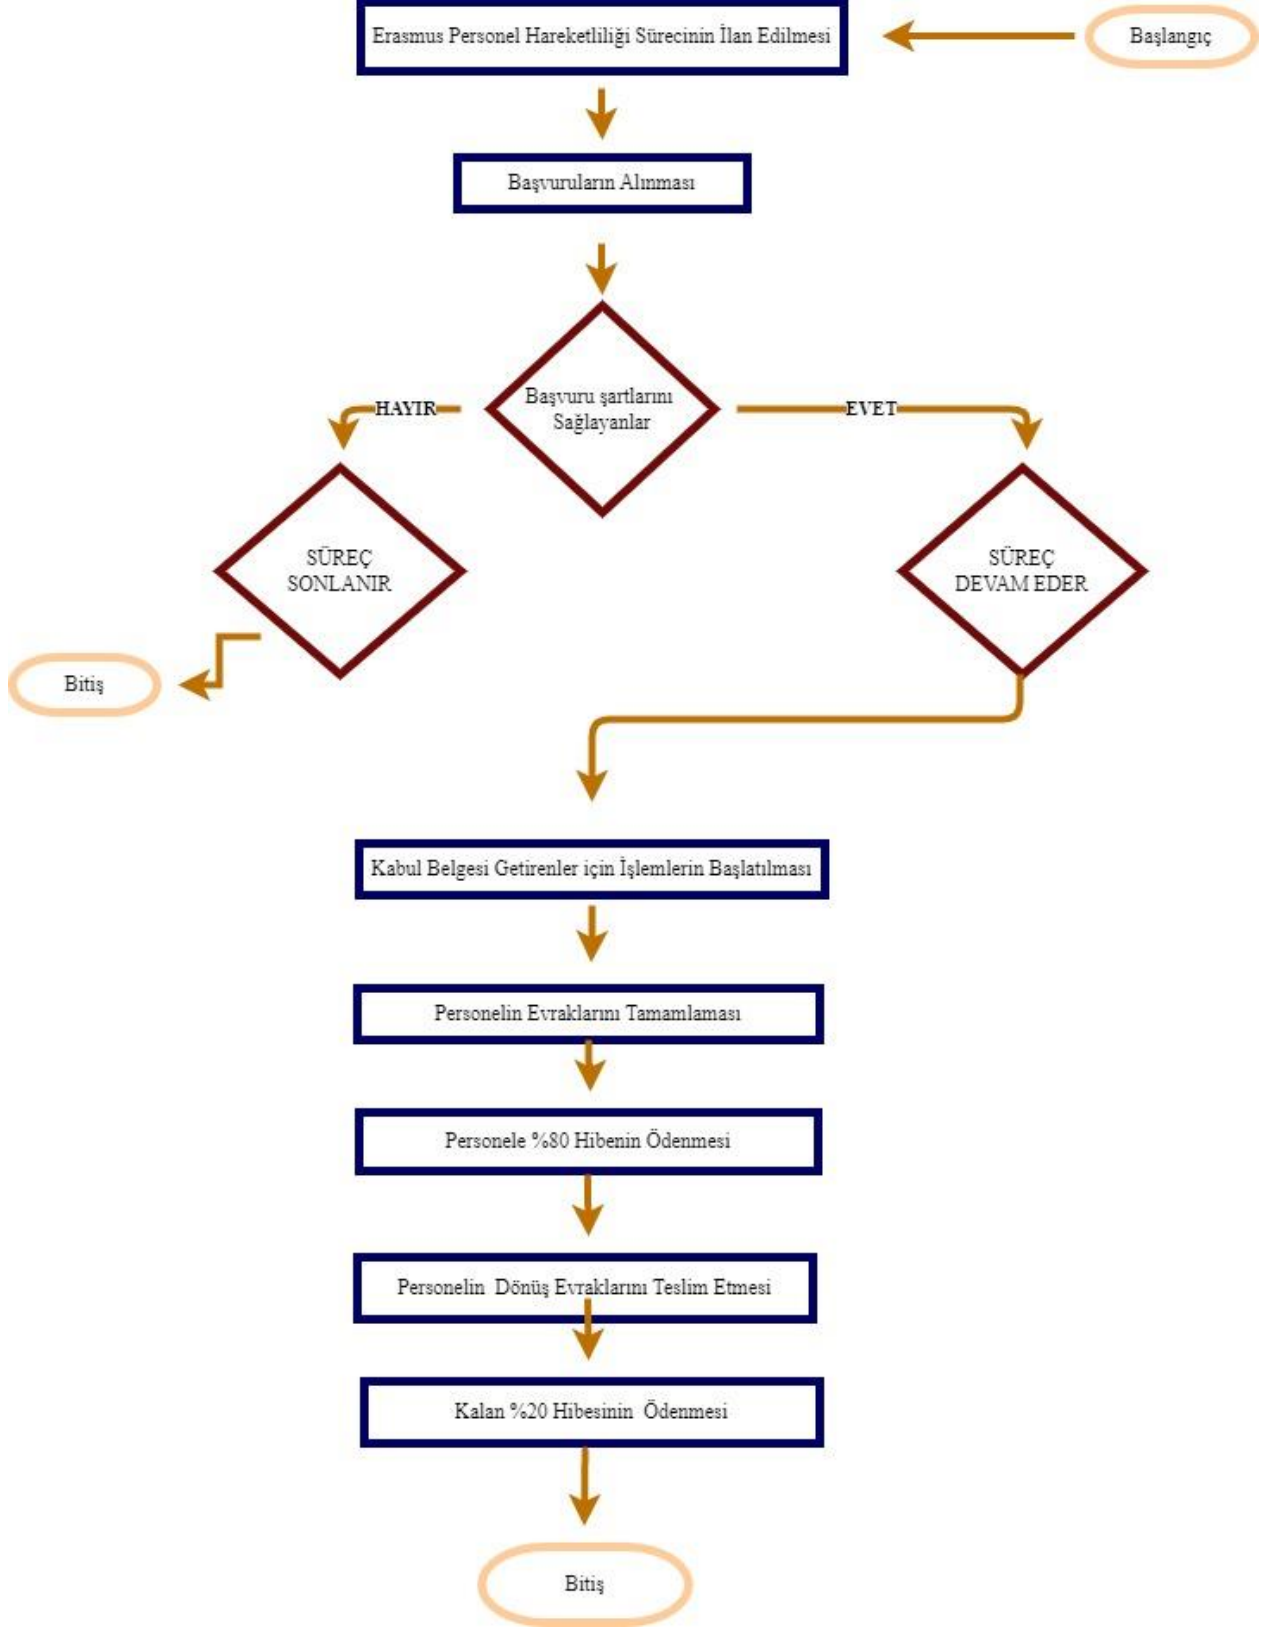 Erasmus Personel Hareketliliği Sürecinin İlan Edilmesi
Başlangıç
Başvuruların Alınması
Başvuru şartlarını
Sağlayanlar
HAYIR
EVET
SÜREÇ
SONLANIR
SÜREÇ
DEVAM EDER
Bitiş
Kabul Belgesi Getirenler için İşlemlerin Başlatılması
Personelin Evraklarını Tamamlaması
Personele %80 Hibenin Ödenmesi
Personelin Dönüş Evraklarını Teslim Etmesi
Kalan %20 Hibesinin Ödenmesi
Bitiş